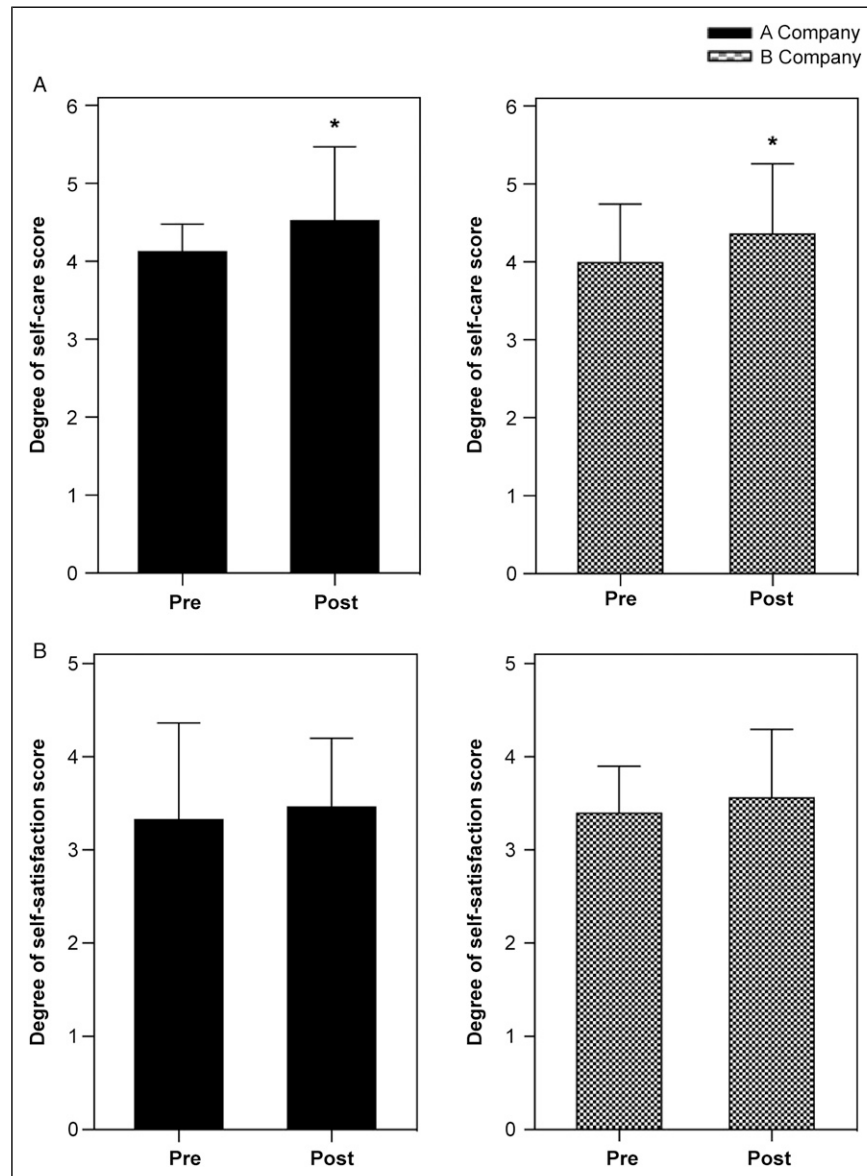 A Company
B Company
A
6
5
4
3
2
1
0
Degree of self-care score
*
Pre
Post
6
5
4
3
2
1
0
Degree of self-care score
*
Pre
Post
B
5
4
3
2
1
0
Degree of self-satisfaction score
Pre
Post
5
4
3
2
1
0
Degree of self-satisfaction score
Pre
Post